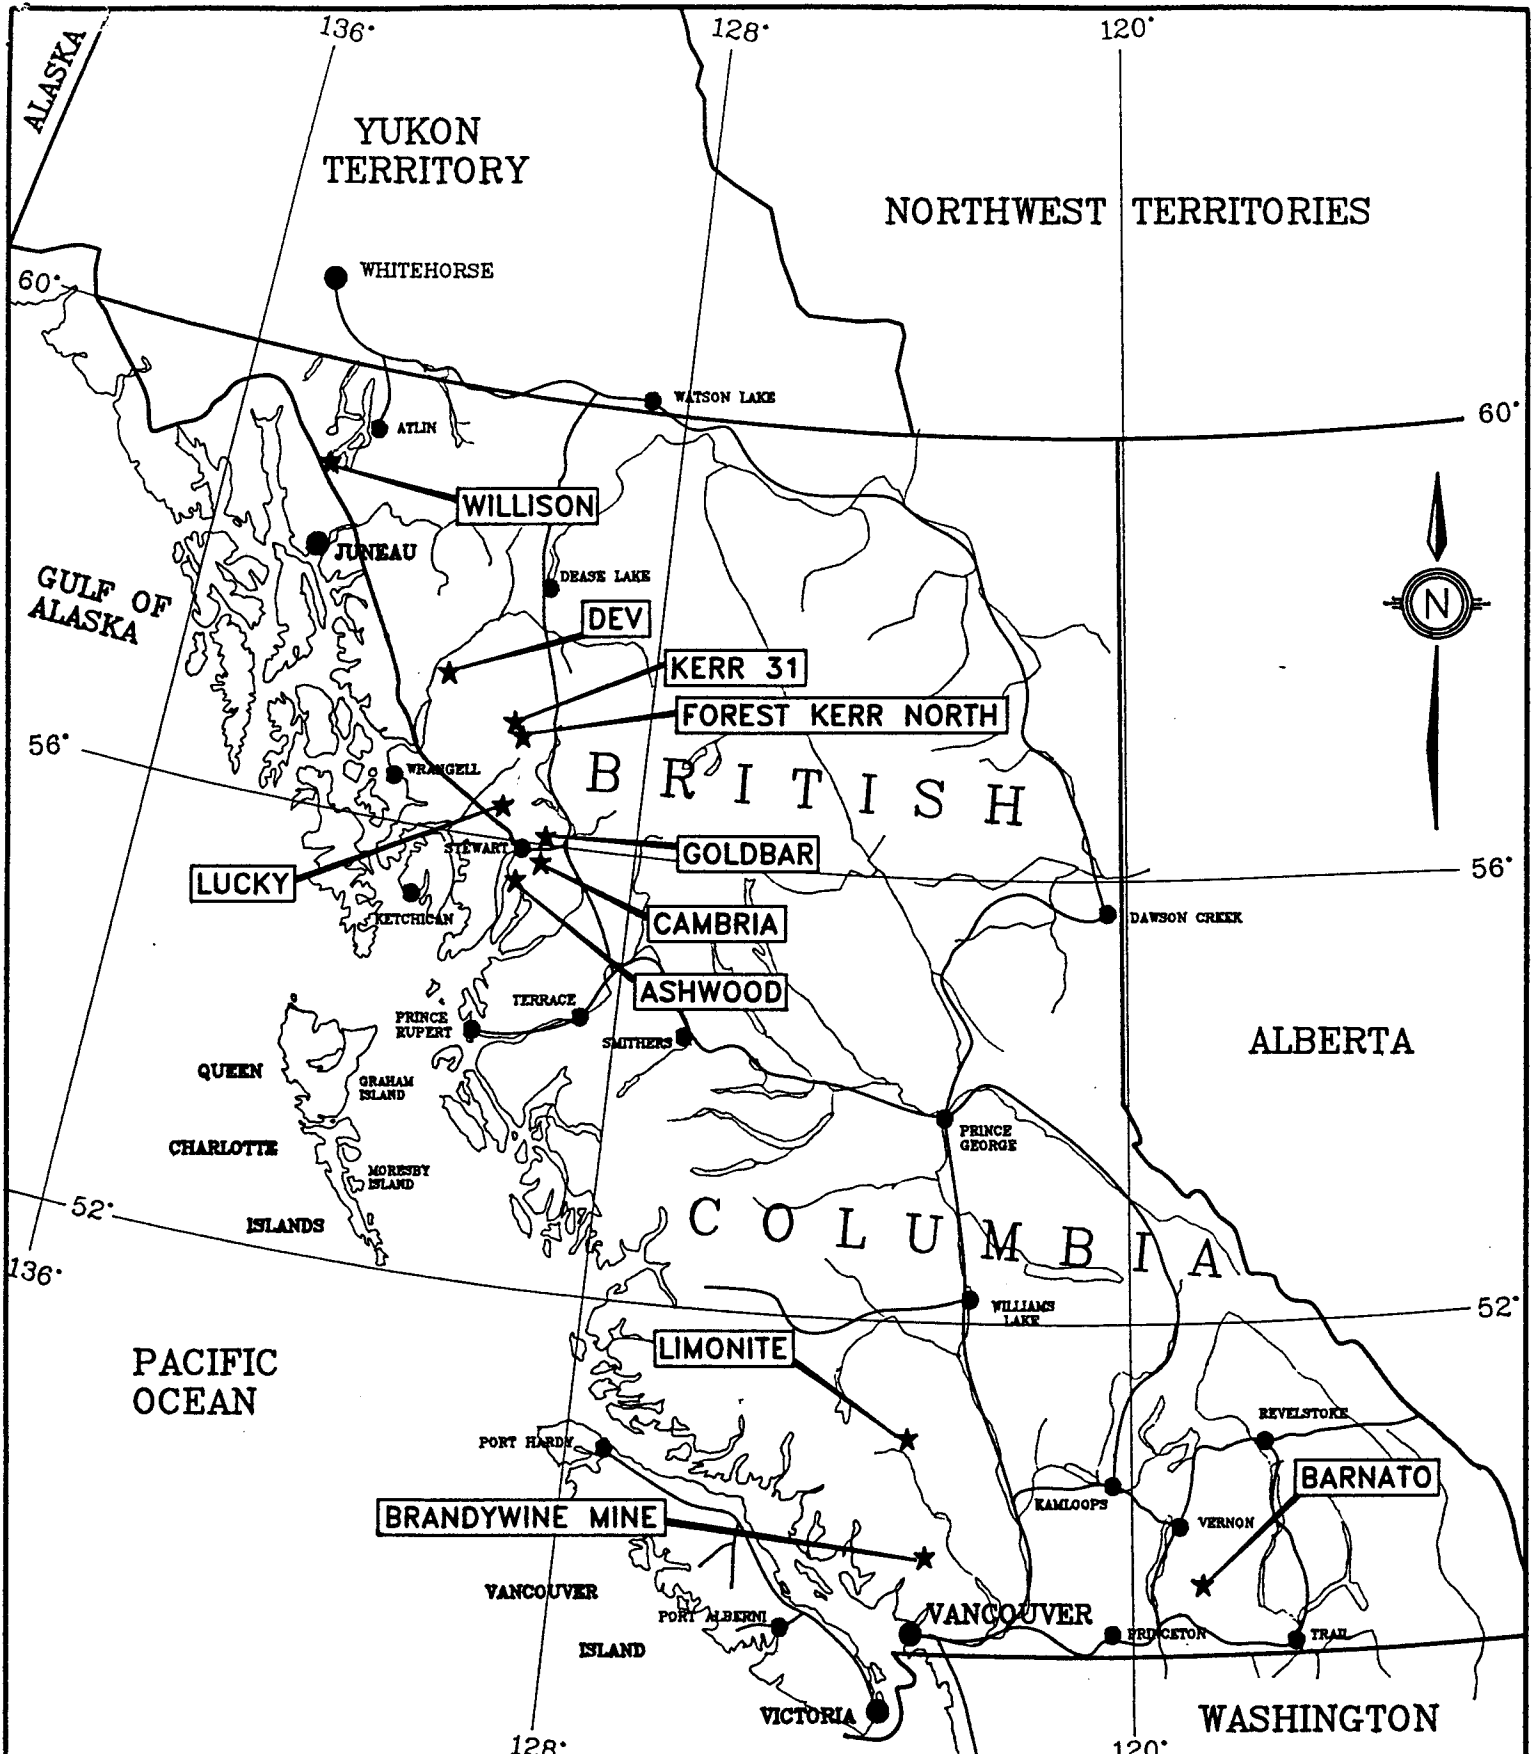 136°
128°
120°
ALASKA
YUKON
TERRITORY
NORTHWEST TERRITORIES
WHITEHORSE
60°
WATSON LAKE
60°
ATLIN
WILLISON
JUNEAU
DEASE LAKE
GULF OF
ALASKA
DEV
N
KERR 31
FOREST KERR NORTH
56°
WRANGELL
BRITISH
STEWART
GOLDBAR
56°
LUCKY
KETCHICAN
CAMBRIA
DAWSON CREEK
ASHWOOD
TERRACE
PRINCE
RUPERT
SMITHERS
ALBERTA
QUEEN
GRAHAM
ISLAND
PRINCE
GEORGE
CHARLOTTE
MORESBY
ISLAND
52°
ISLANDS
COLUMBIA
136°
WILLIAMS
LAKE
52°
LIMONITE
PACIFIC
OCEAN
REVELSTOKE
PORT HARDY
BARNATO
KAMLOOPS
BRANDYWINE MINE
VERNON
VANCOUVER
VANCOUVER
PORT ALBERNI
PRINCETON
TRAIL
ISLAND
VICTORIA
WASHINGTON
128°
120°